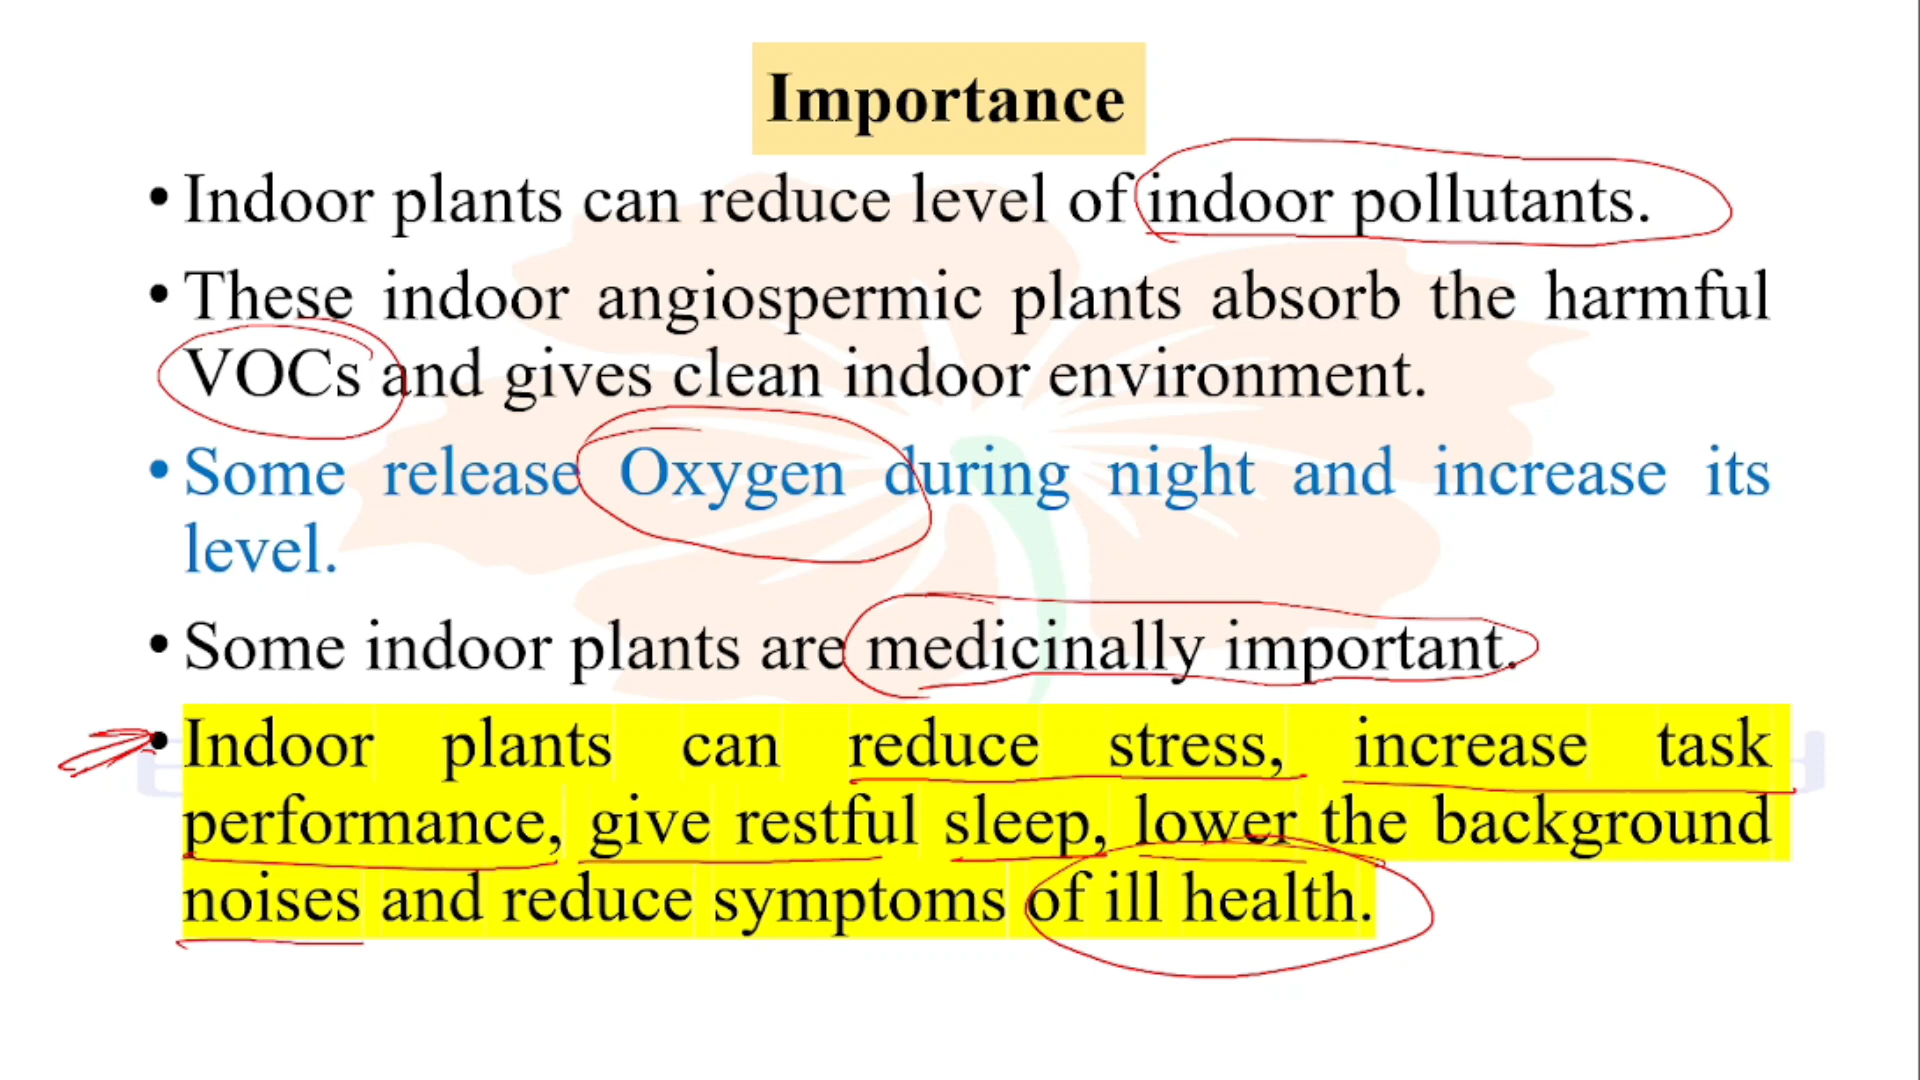 Importance
• Indoor plants can reduce level of indoor pollutants.
• These indoor angiospermic plants absorb the harmful
VOCs and gives clean indoor environment.
• Some release Oxygen during night and increase its
level.
• Some indoor plants are medicinally important.
• Indoor plants can reduce stress, increase task
performance, give restful sleep, lower the background
noises and reduce symptoms of ill health.